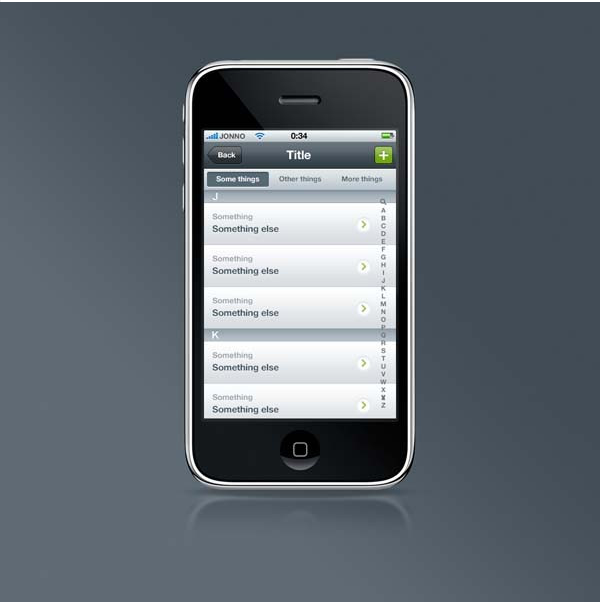 JONNO 0:34
Back Title +
Some things Other things More things
J
Something
Something else
Something
Something else
Something
Something else
K
Something
Something else
Something
Something else
A
B
C
D
E
F
G
H
I
J
K
L
M
N
O
P
Q
R
S
T
U
V
W
X
Z